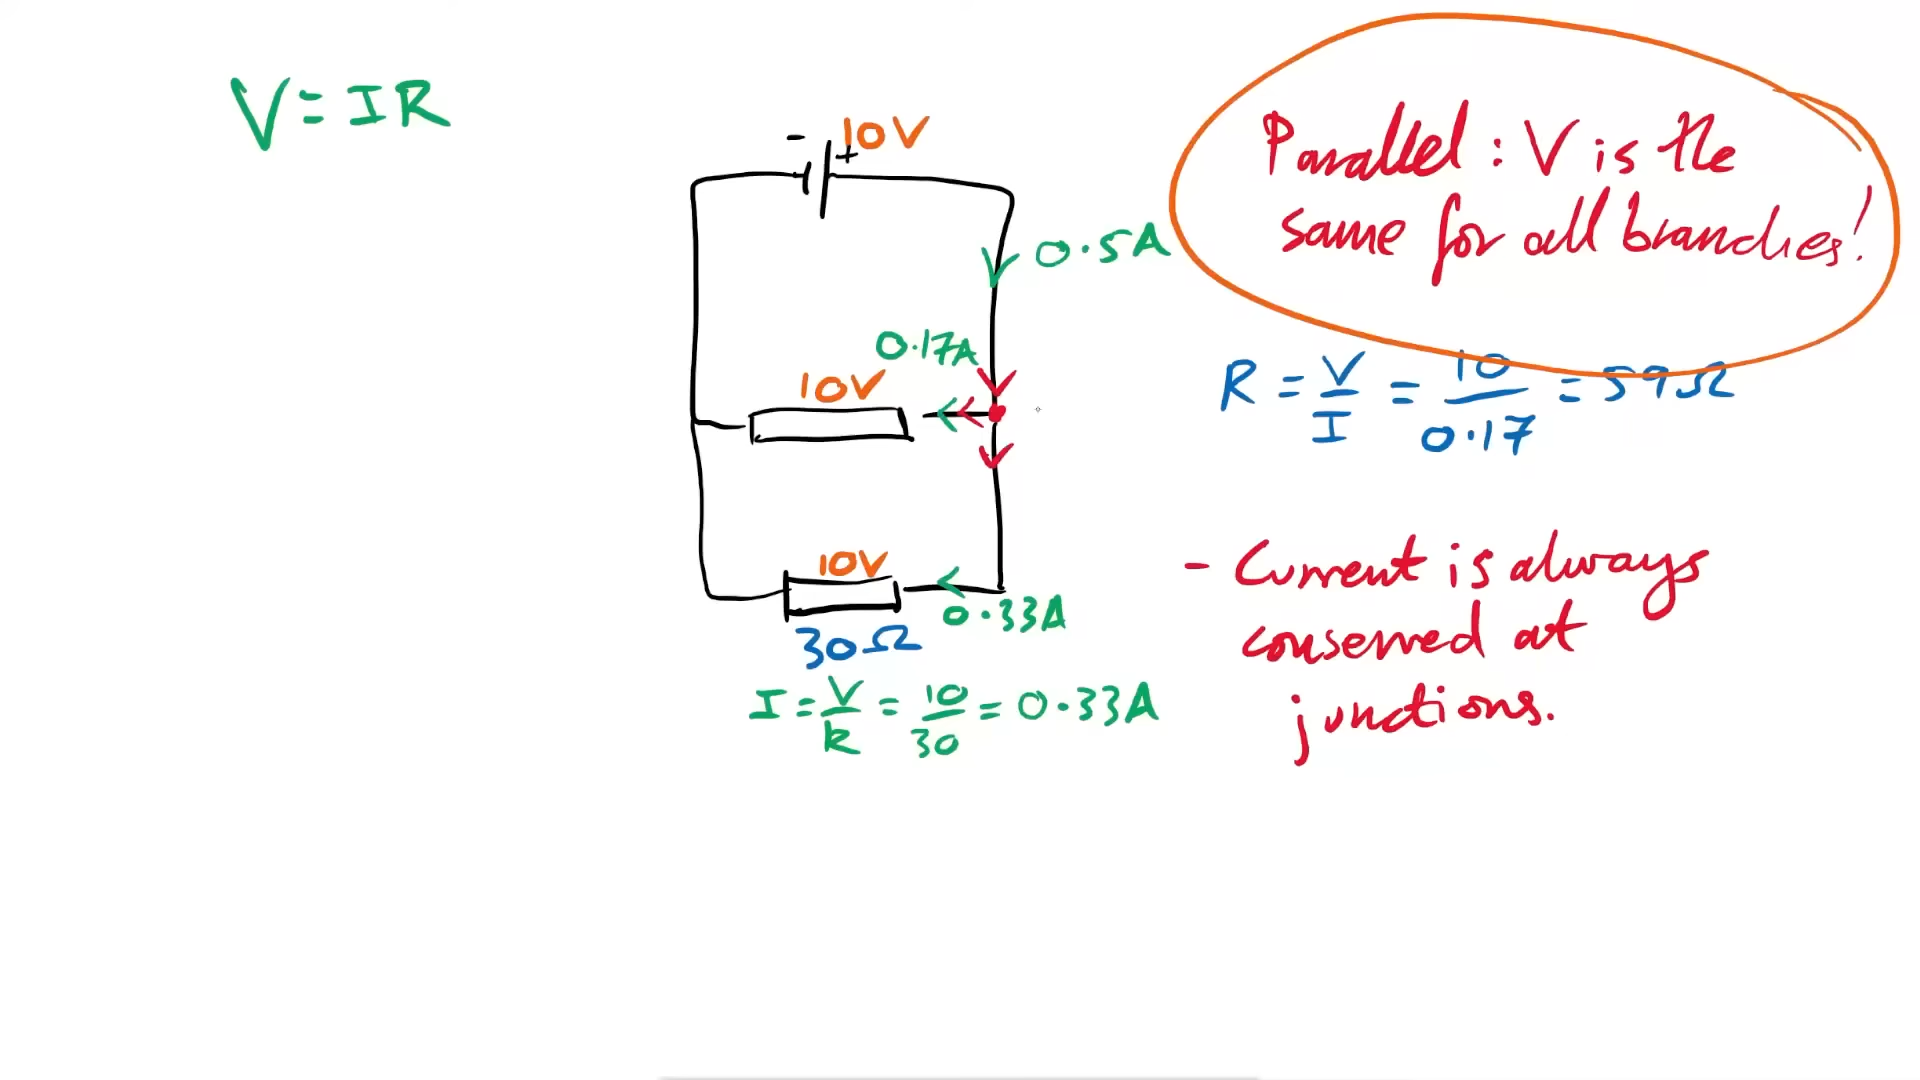 V = IR
- + 10V
Parallel : V is the
same for all branches!
0.5A
0.17A
10V
R = V/I = 10/0.17 = 59Ω
10V
0.33A
30Ω
I = V/R = 10/30 = 0.33A
- Current is always
conserved at
junctions.